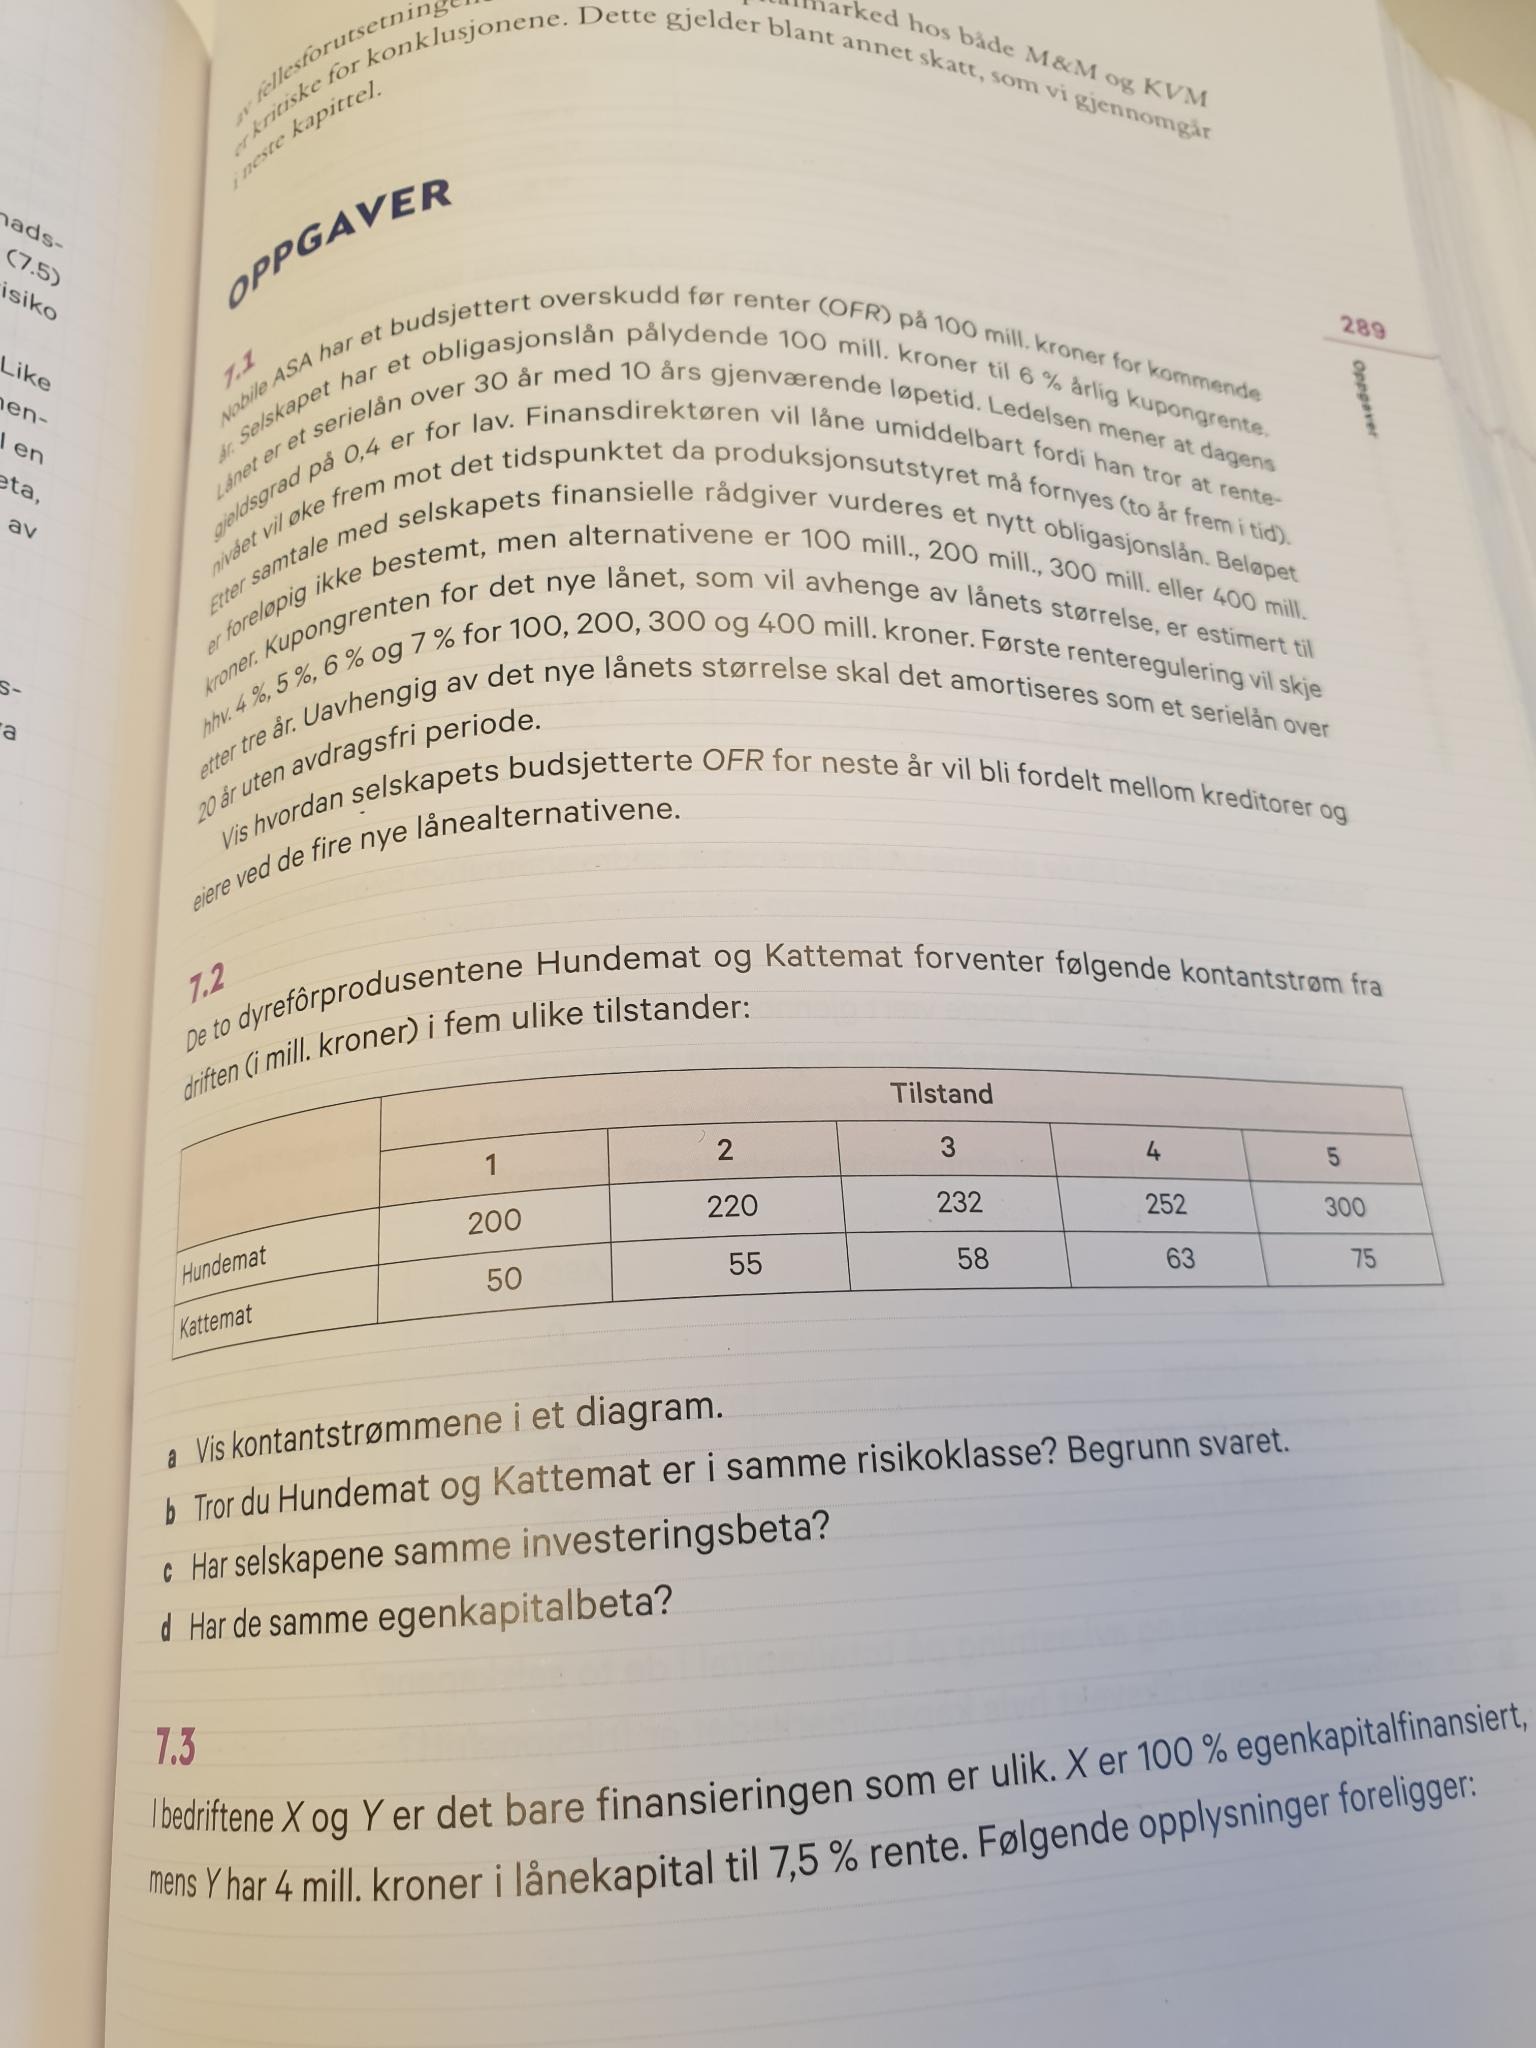 av fellesforutsetningene
marked hos både M&M og KVM
er kritiske for konklusjonene. Dette gjelder blant annet skatt, som vi gjennomgår
i neste kapittel.
OPPGAVER
289
Oppgaver
7.1
Nobile ASA har et budsjettert overskudd før renter (OFR) på 100 mill. kroner for kommende
år. Selskapet har et obligasjonslån pålydende 100 mill. kroner til 6 % årlig kupongrente.
Lånet er et serielån over 30 år med 10 års gjenværende løpetid. Ledelsen mener at dagens
gjeldsgrad på 0,4 er for lav. Finansdirektøren vil låne umiddelbart fordi han tror at rente-
nivået vil øke frem mot det tidspunktet da produksjonsutstyret må fornyes (to år frem i tid).
Etter samtale med selskapets finansielle rådgiver vurderes et nytt obligasjonslån. Beløpet
er foreløpig ikke bestemt, men alternativene er 100 mill., 200 mill., 300 mill. eller 400 mill.
kroner. Kupongrenten for det nye lånet, som vil avhenge av lånets størrelse, er estimert til
hhv. 4 %, 5 %, 6 % og 7 % for 100, 200, 300 og 400 mill. kroner. Første renteregulering vil skje
etter tre år. Uavhengig av det nye lånets størrelse skal det amortiseres som et serielån over
20 år uten avdragsfri periode.
Vis hvordan selskapets budsjetterte OFR for neste år vil bli fordelt mellom kreditorer og
eiere ved de fire nye lånealternativene.
7.2
De to dyrefôrprodusentene Hundemat og Kattemat forventer følgende kontantstrøm fra
driften (i mill. kroner) i fem ulike tilstander:
Tilstand
1 2 3 4 5
Hundemat 200 220 232 252 300
Kattemat 50 55 58 63 75
a Vis kontantstrømmene i et diagram.
b Tror du Hundemat og Kattemat er i samme risikoklasse? Begrunn svaret.
c Har selskapene samme investeringsbeta?
d Har de samme egenkapitalbeta?
7.3
I bedriftene X og Y er det bare finansieringen som er ulik. X er 100 % egenkapitalfinansiert,
mens Y har 4 mill. kroner i lånekapital til 7,5 % rente. Følgende opplysninger foreligger:
nads-
(7.5)
isiko
Like
en-
l en
eta,
av
s-
a